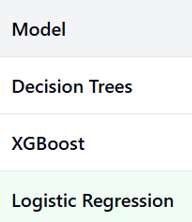 Model
Decision Trees
XGBoost
Logistic Regression